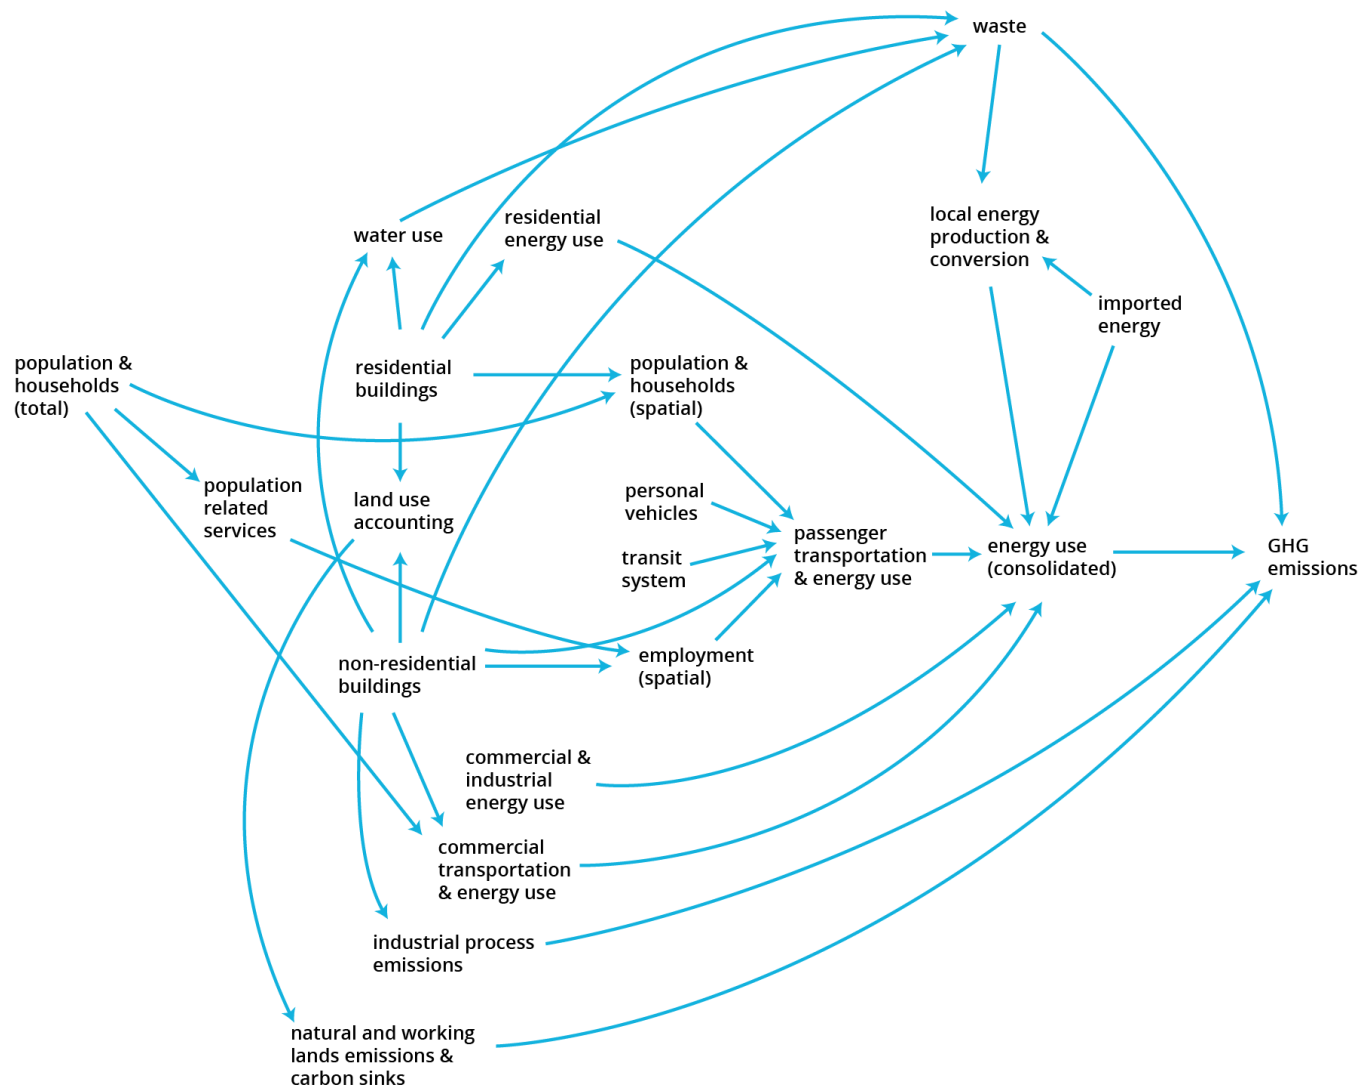 waste
residential
energy use
water use
local energy
production &
conversion
imported
energy
population &
households
(total)
residential
buildings
population &
households
(spatial)
population
related
services
land use
accounting
personal
vehicles
transit
system
passenger
transportation
& energy use
energy use
(consolidated)
GHG
emissions
non-residential
buildings
employment
(spatial)
commercial &
industrial
energy use
commercial
transportation
& energy use
industrial process
emissions
natural and working
lands emissions &
carbon sinks